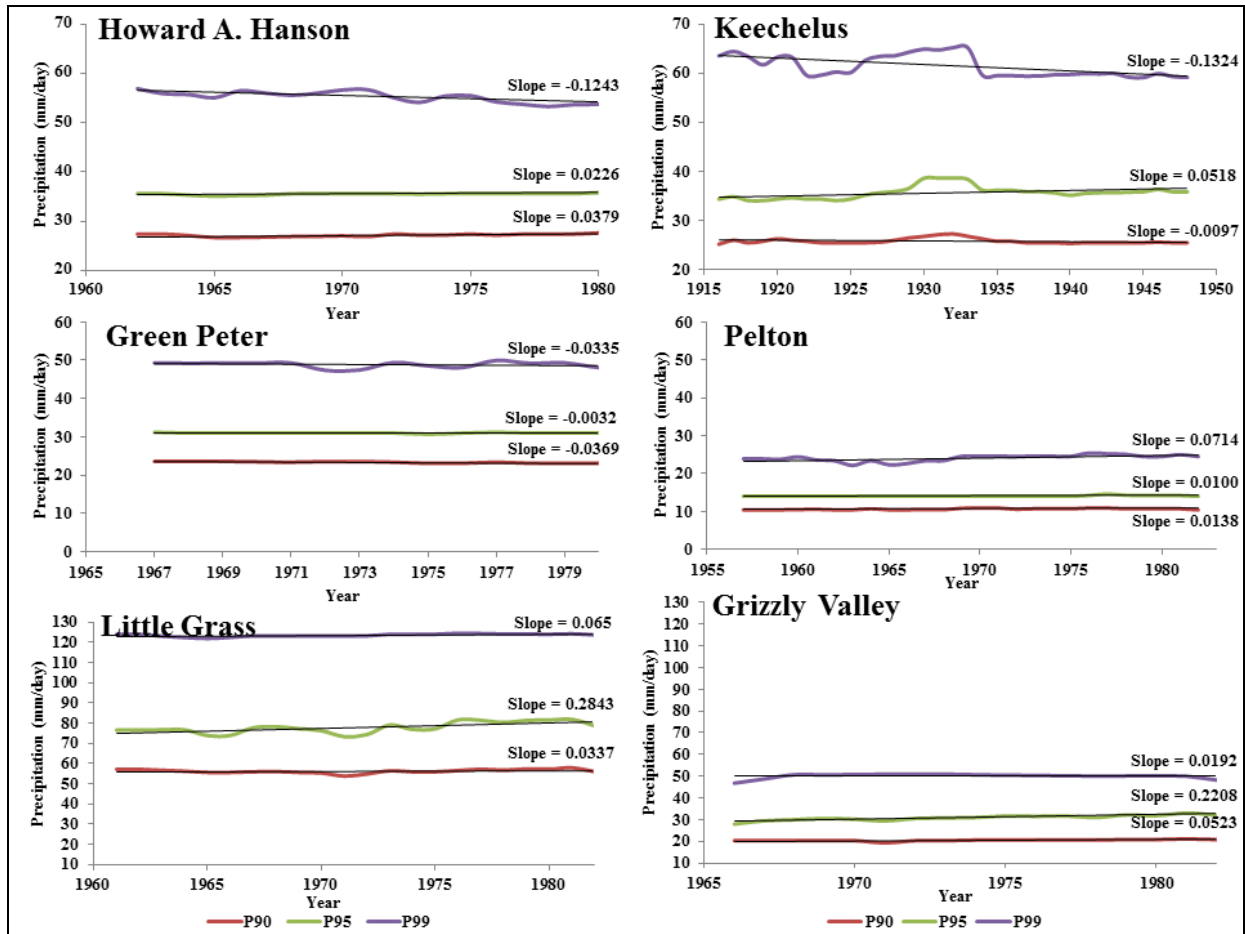 Howard A. Hanson
Precipitation (mm/day)
70
60
50
40
30
20
Slope = -0.1243
Slope = 0.0226
Slope = 0.0379
1960 1965 1970 1975 1980
Year
Keechelus
Precipitation (mm/day)
70
60
50
40
30
20
Slope = -0.1324
Slope = 0.0518
Slope = -0.0097
1915 1920 1925 1930 1935 1940 1945 1950
Year
Green Peter
Precipitation (mm/day)
60
50
40
30
20
10
0
Slope = -0.0335
Slope = -0.0032
Slope = -0.0369
1965 1967 1969 1971 1973 1975 1977 1979
Year
Pelton
Precipitation (mm/day)
60
50
40
30
20
10
0
Slope = 0.0714
Slope = 0.0100
Slope = 0.0138
1955 1960 1965 1970 1975 1980
Year
Little Grass
Precipitation (mm/day)
130
120
110
100
90
80
70
60
50
40
30
20
10
Slope = 0.065
Slope = 0.2843
Slope = 0.0337
1960 1965 1970 1975 1980
Year
P90 P95 P99
Grizzly Valley
Precipitation (mm/day)
130
120
110
100
90
80
70
60
50
40
30
20
10
Slope = 0.0192
Slope = 0.2208
Slope = 0.0523
1965 1970 1975 1980
Year
P90 P95 P99